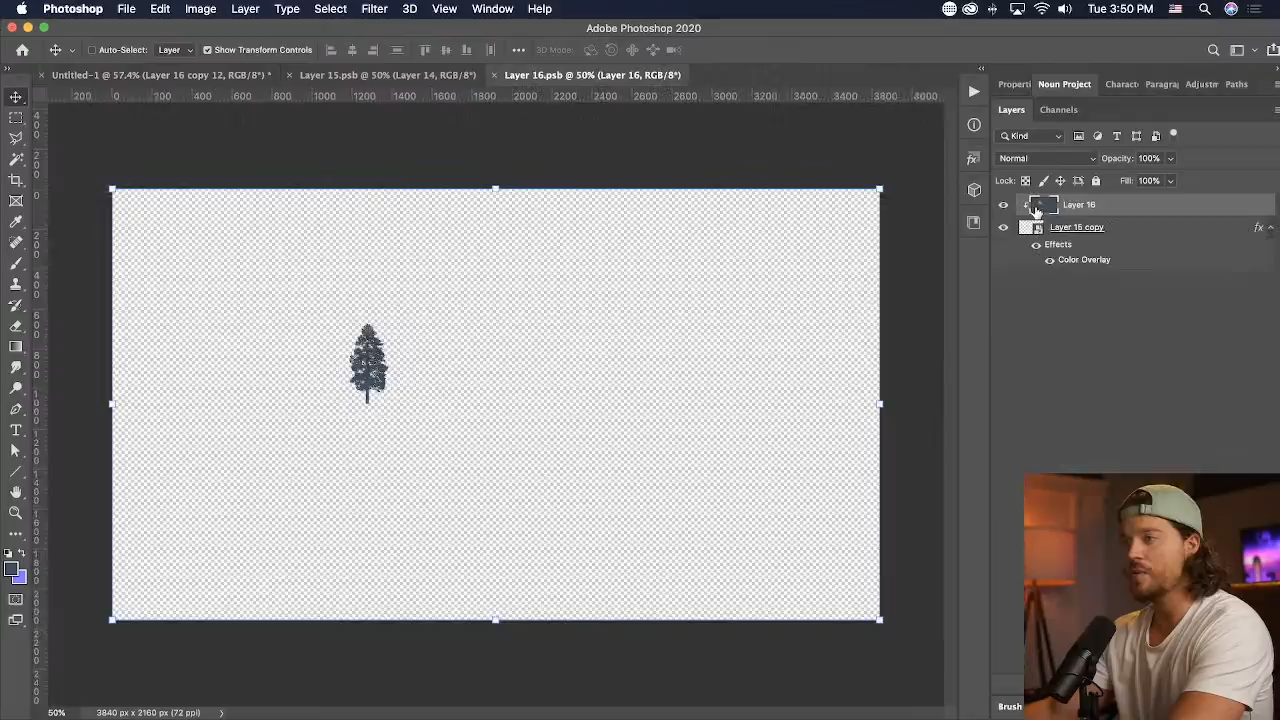 Photoshop File Edit Image Layer Type Select Filter 3D View Window Help Tue 3:50 PM
Adobe Photoshop 2020
Auto-Select: Layer Show Transform Controls 3D Mode:
Untitled-1 @ 57.4% (Layer 16 copy 12, RGB/8*) * Layer 15.psb @ 50% (Layer 14, RGB/8*) Layer 16.psb @ 50% (Layer 16, RGB/8*)
200 0 200 400 600 800 1000 1200 1400 1600 1800 2000 2200 2400 2600 2800 3000 3200 3400 3600 3800
Properti Noun Project Charact Paragra Adjustm Paths
Layers Channels
Kind
Normal Opacity: 100%
Lock: Fill: 100%
Layer 16
Layer 15 copy fx
Effects
Color Overlay
Brush
50% 3840 px x 2160 px (72 ppi)